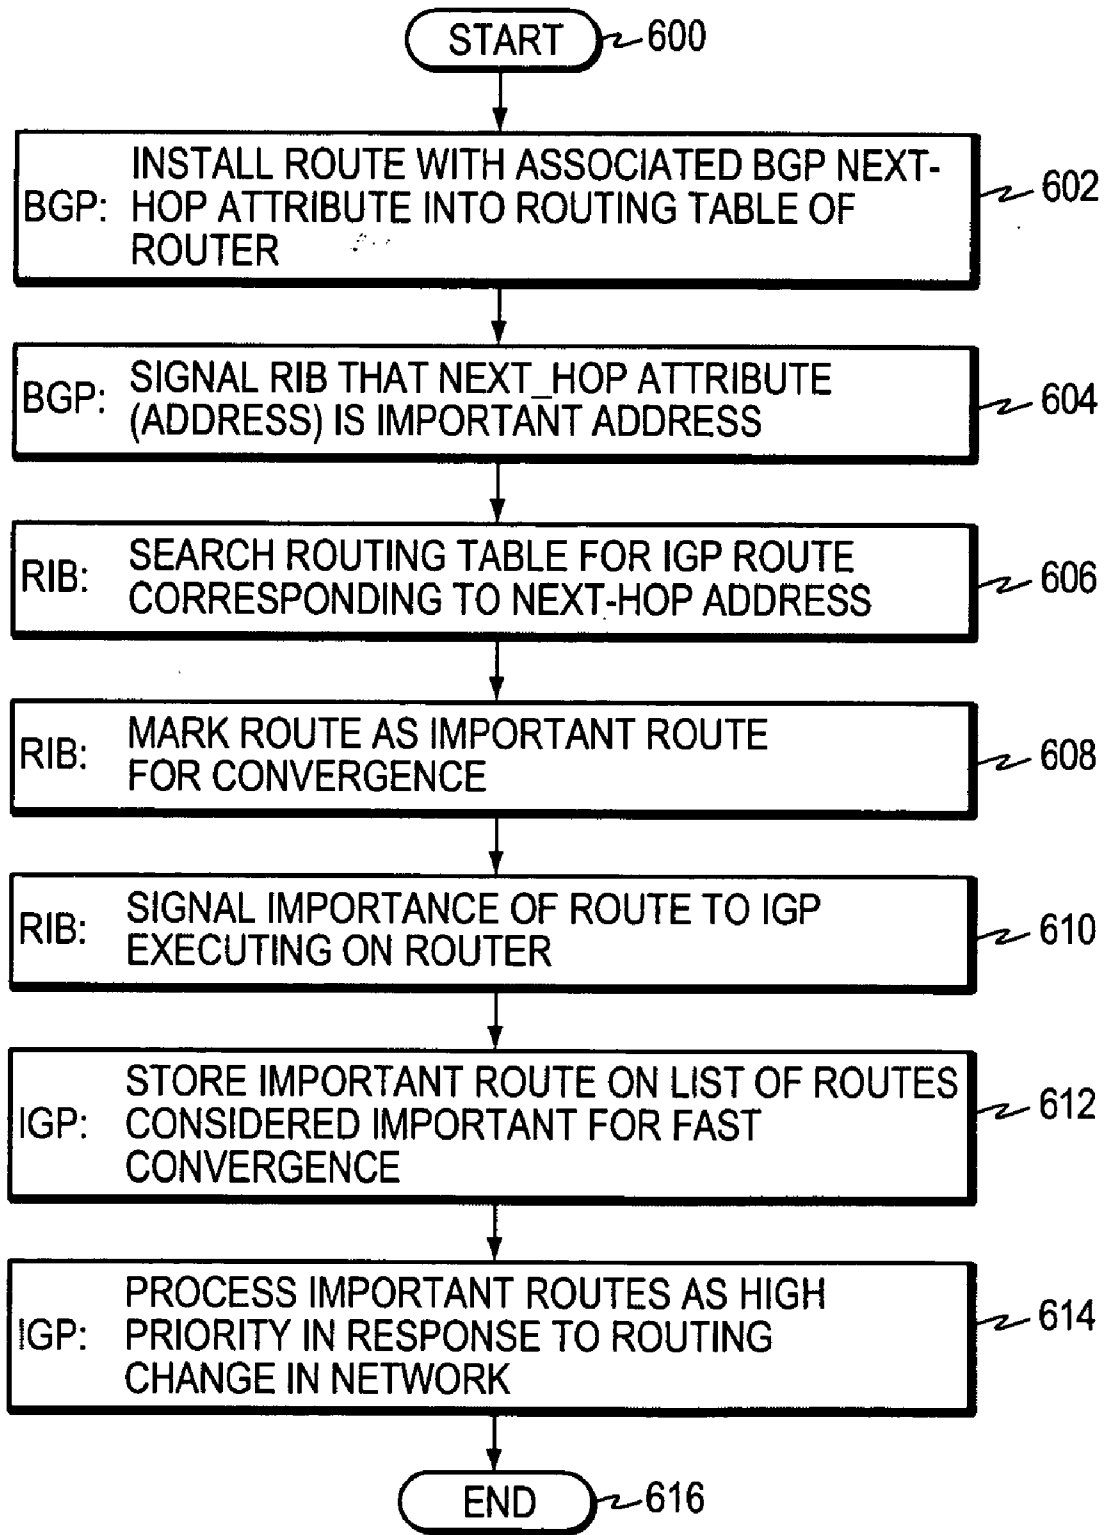 START
600
BGP: INSTALL ROUTE WITH ASSOCIATED BGP NEXT-
HOP ATTRIBUTE INTO ROUTING TABLE OF
ROUTER
602
BGP: SIGNAL RIB THAT NEXT_HOP ATTRIBUTE
(ADDRESS) IS IMPORTANT ADDRESS
604
RIB: SEARCH ROUTING TABLE FOR IGP ROUTE
CORRESPONDING TO NEXT-HOP ADDRESS
606
RIB: MARK ROUTE AS IMPORTANT ROUTE
FOR CONVERGENCE
608
RIB: SIGNAL IMPORTANCE OF ROUTE TO IGP
EXECUTING ON ROUTER
610
IGP: STORE IMPORTANT ROUTE ON LIST OF ROUTES
CONSIDERED IMPORTANT FOR FAST
CONVERGENCE
612
IGP: PROCESS IMPORTANT ROUTES AS HIGH
PRIORITY IN RESPONSE TO ROUTING
CHANGE IN NETWORK
614
END
616